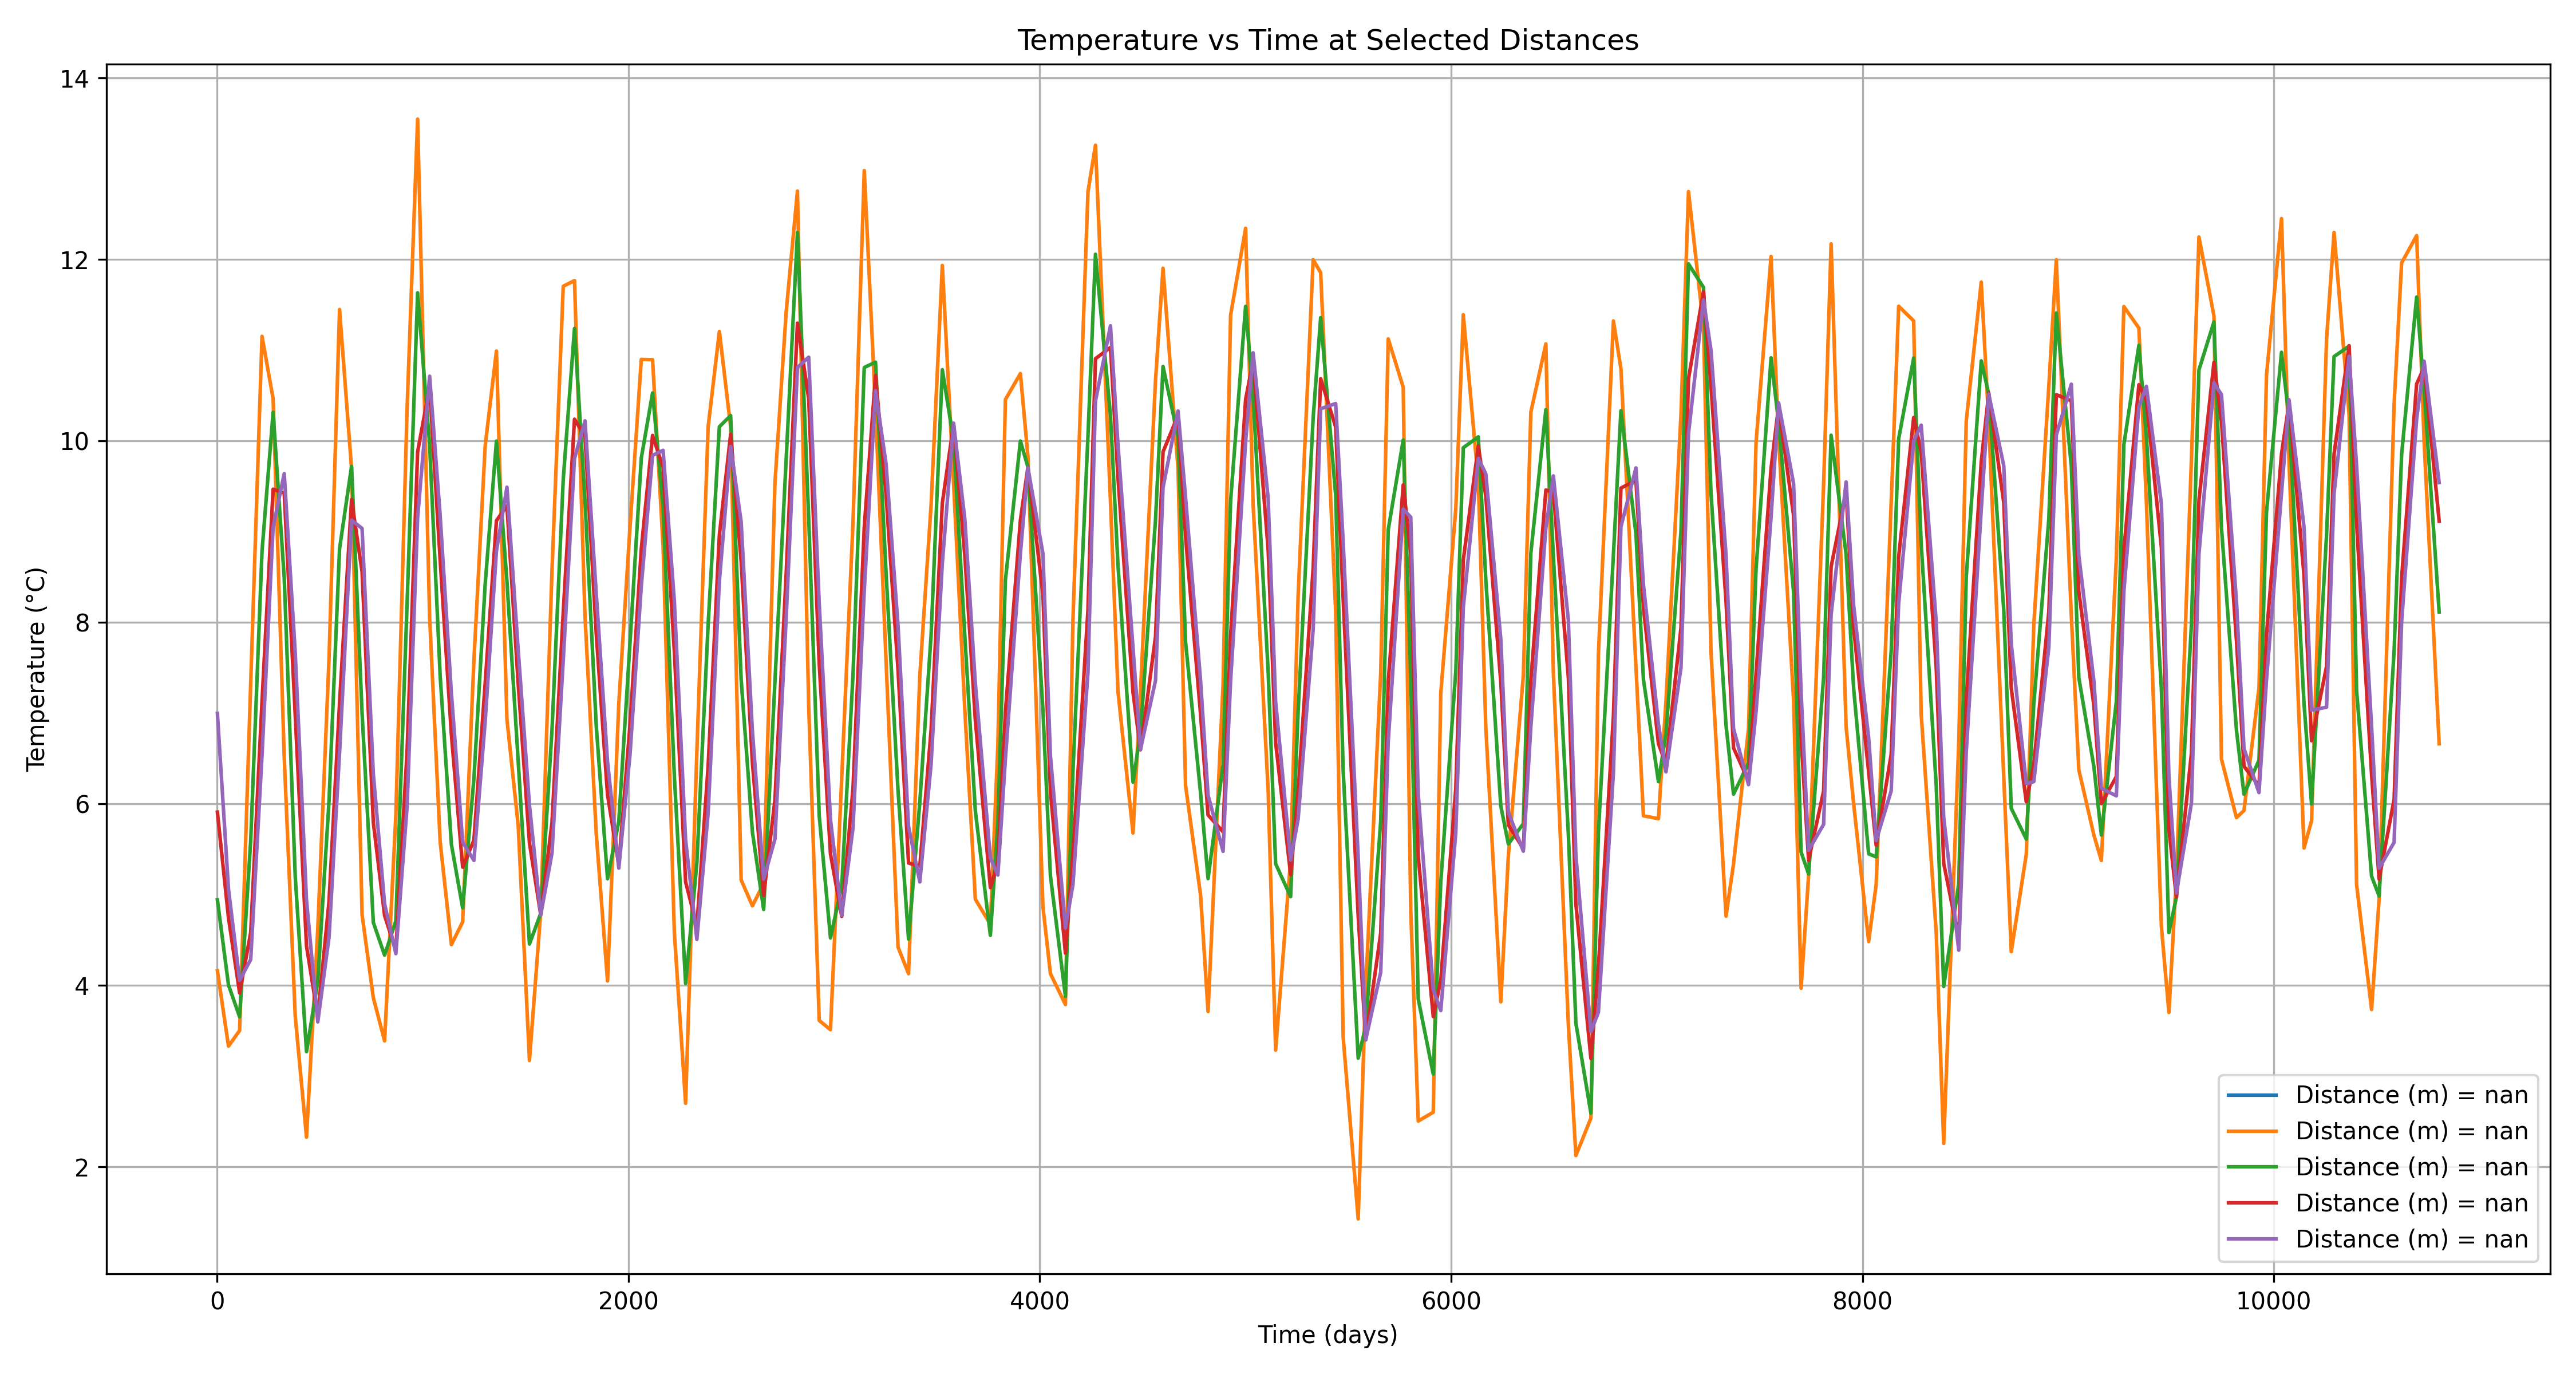 Temperature vs Time at Selected Distances
14
12
10
8
6
4
2
Temperature (°C)
0 2000 4000 6000 8000 10000
Time (days)
Distance (m) = nan
Distance (m) = nan
Distance (m) = nan
Distance (m) = nan
Distance (m) = nan